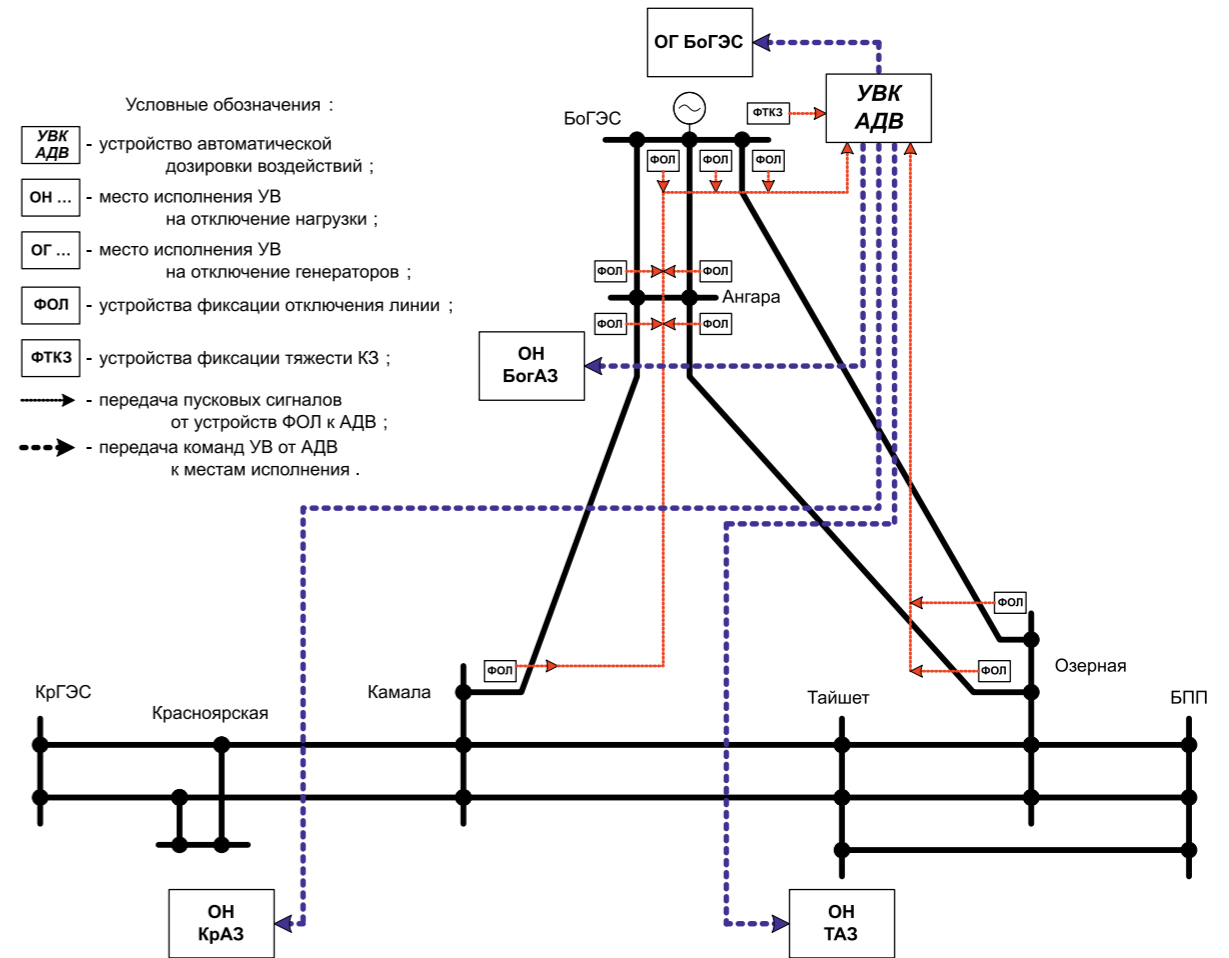 ОГ БоГЭС
УВК
АДВ
ФТКЗ
БоГЭС
ФОЛ
ФОЛ
ФОЛ
Условные обозначения :
УВК
АДВ
- устройство автоматической
дозировки воздействий ;
ОН ...
- место исполнения УВ
на отключение нагрузки ;
ОГ ...
- место исполнения УВ
на отключение генераторов ;
ФОЛ
- устройства фиксации отключения линии ;
ФТКЗ
- устройства фиксации тяжести КЗ ;
- передача пусковых сигналов
от устройств ФОЛ к АДВ ;
- передача команд УВ от АДВ
к местам исполнения .
ФОЛ
ФОЛ
Ангара
ФОЛ
ФОЛ
ОН
БогАЗ
ФОЛ
ФОЛ
ФОЛ
Озерная
КрГЭС
Красноярская
Камала
Тайшет
БПП
ОН
КрАЗ
ОН
ТАЗ